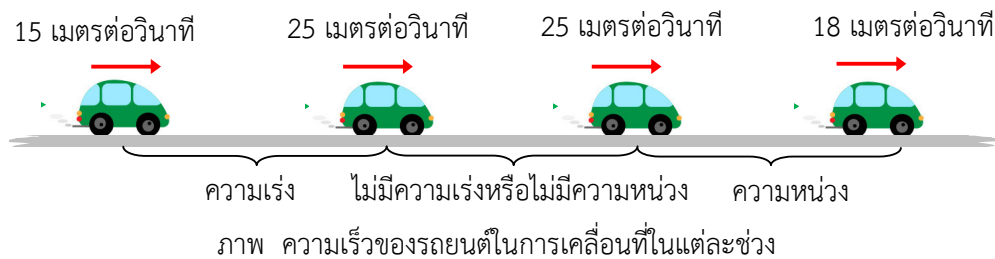 15 เมตรต่อวินาที 25 เมตรต่อวินาที 25 เมตรต่อวินาที 18 เมตรต่อวินาที
ความเร่ง ไม่มีความเร่งหรือไม่มีความหน่วง ความหน่วง
ภาพ ความเร็วของรถยนต์ในการเคลื่อนที่ในแต่ละช่วง